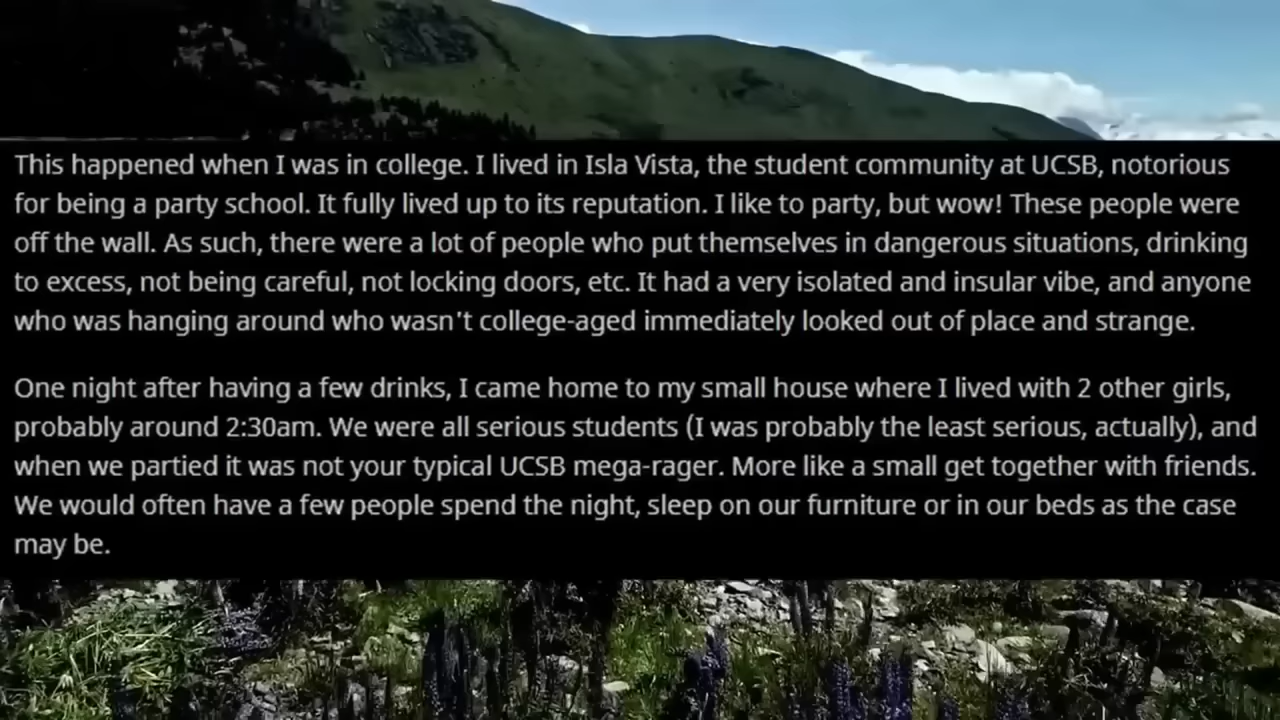 This happened when I was in college. I lived in Isla Vista, the student community at UCSB, notorious
for being a party school. It fully lived up to its reputation. I like to party, but wow! These people were
off the wall. As such, there were a lot of people who put themselves in dangerous situations, drinking
to excess, not being careful, not locking doors, etc. It had a very isolated and insular vibe, and anyone
who was hanging around who wasn't college-aged immediately looked out of place and strange.
One night after having a few drinks, I came home to my small house where I lived with 2 other girls,
probably around 2:30am. We were all serious students (I was probably the least serious, actually), and
when we partied it was not your typical UCSB mega-rager. More like a small get together with friends.
We would often have a few people spend the night, sleep on our furniture or in our beds as the case
may be.